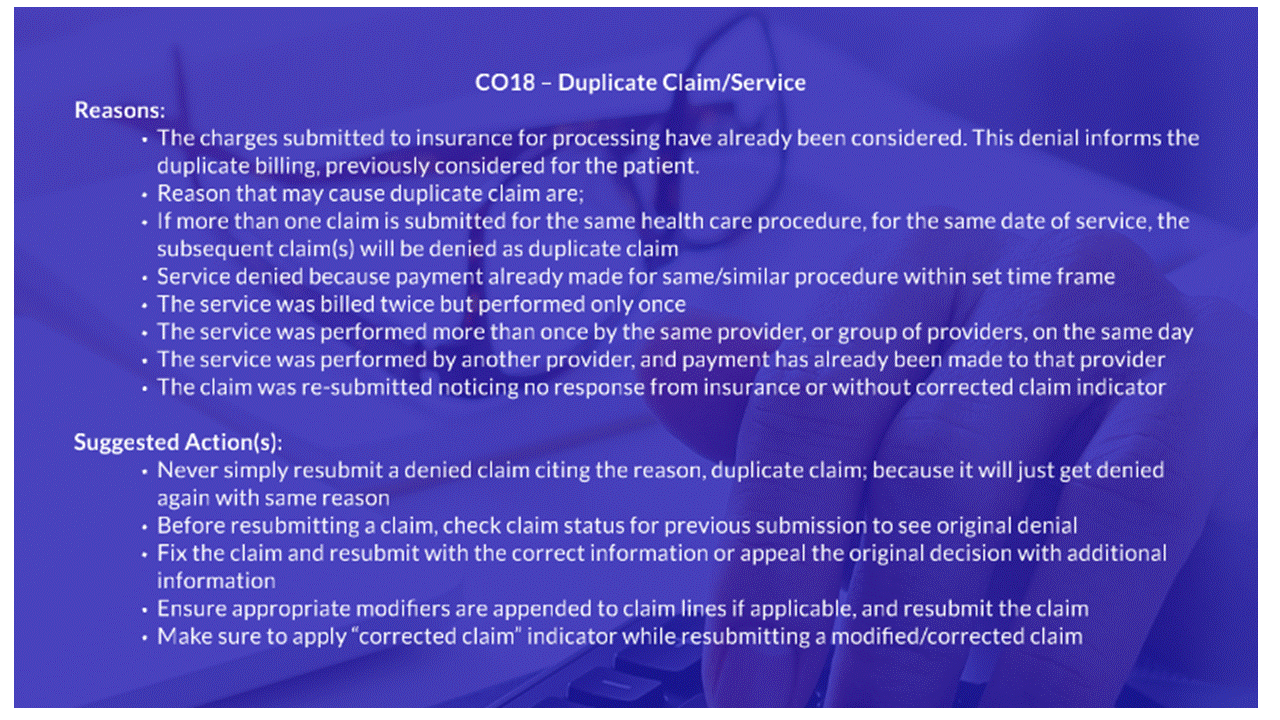 CO18 – Duplicate Claim/Service
Reasons:
• The charges submitted to insurance for processing have already been considered. This denial informs the
duplicate billing, previously considered for the patient.
• Reason that may cause duplicate claim are;
• If more than one claim is submitted for the same health care procedure, for the same date of service, the
subsequent claim(s) will be denied as duplicate claim
• Service denied because payment already made for same/similar procedure within set time frame
• The service was billed twice but performed only once
• The service was performed more than once by the same provider, or group of providers, on the same day
• The service was performed by another provider, and payment has already been made to that provider
• The claim was re-submitted noticing no response from insurance or without corrected claim indicator
Suggested Action(s):
• Never simply resubmit a denied claim citing the reason, duplicate claim; because it will just get denied
again with same reason
• Before resubmitting a claim, check claim status for previous submission to see original denial
• Fix the claim and resubmit with the correct information or appeal the original decision with additional
information
• Ensure appropriate modifiers are appended to claim lines if applicable, and resubmit the claim
• Make sure to apply “corrected claim” indicator while resubmitting a modified/corrected claim